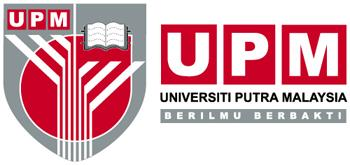 UPM
UPM
UNIVERSITI PUTRA MALAYSIA
BERILMU BERBAKTI